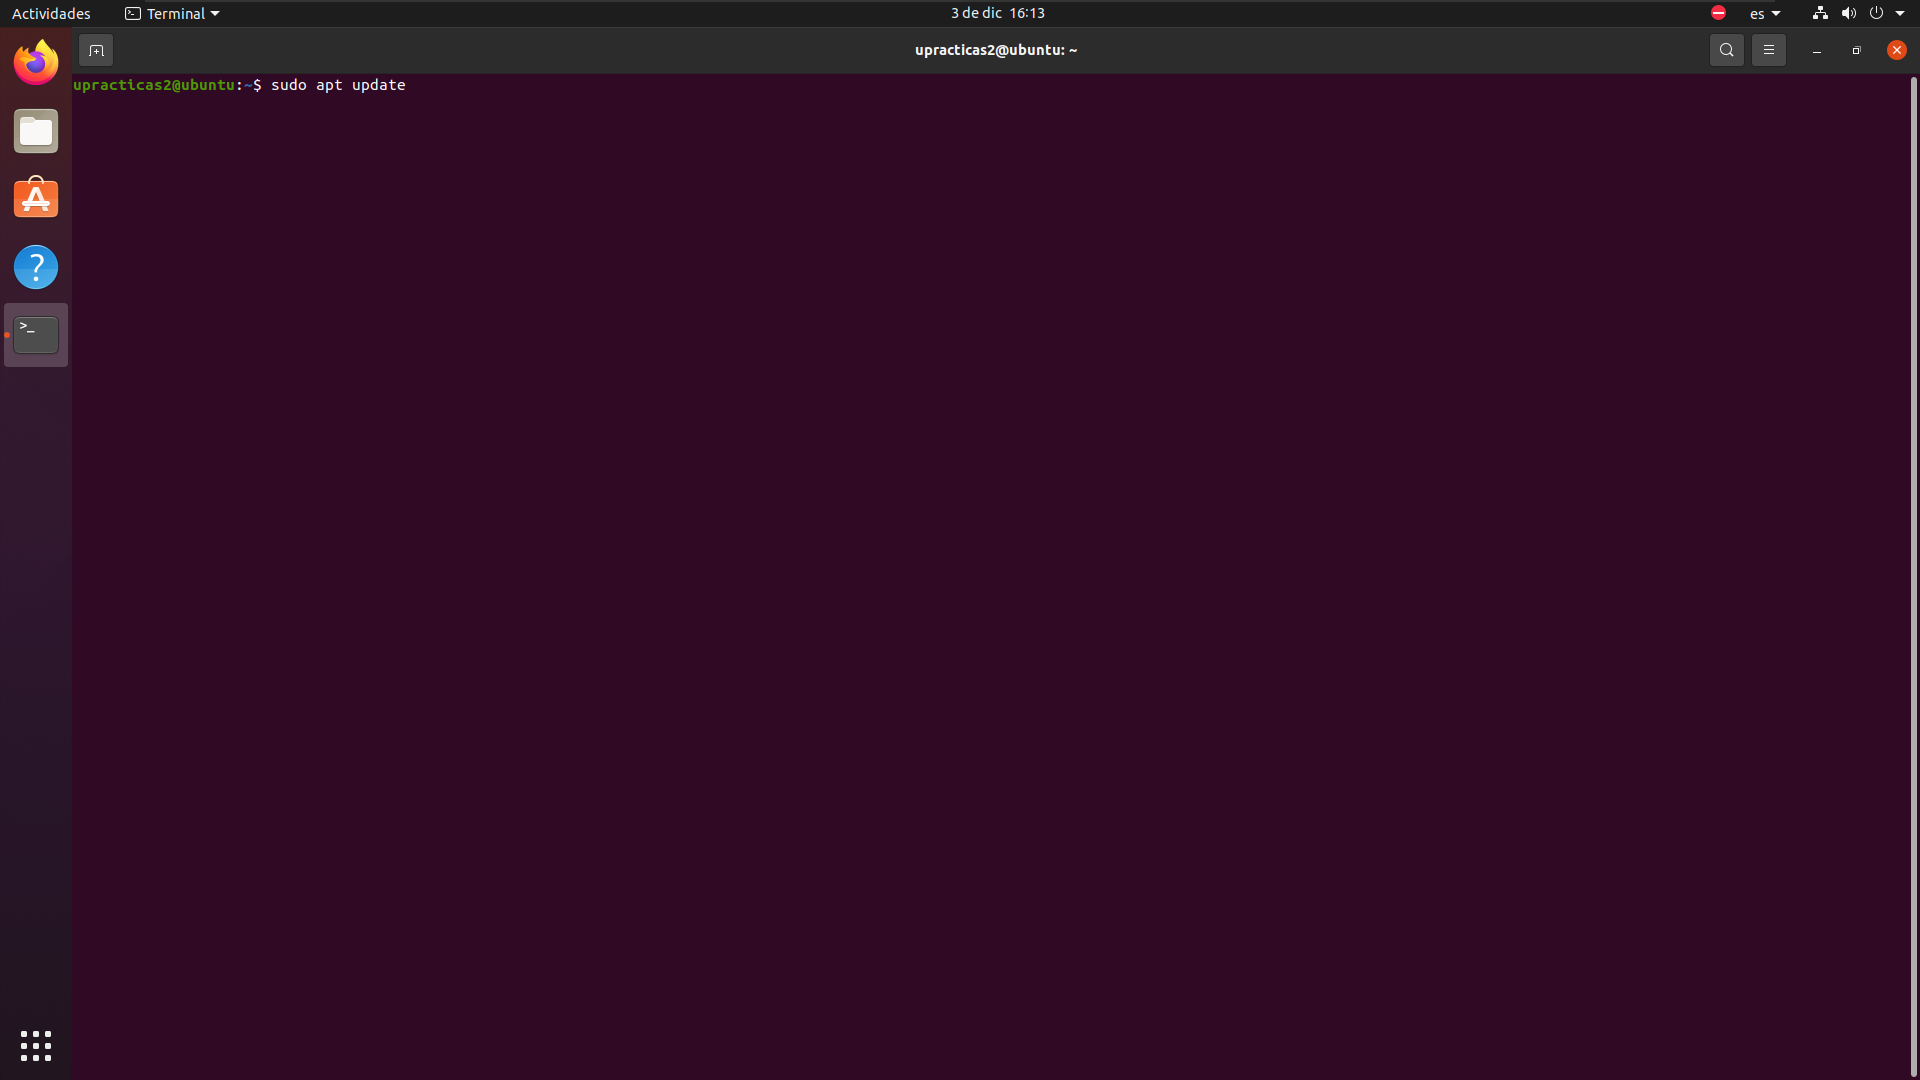 Actividades Terminal 3 de dic 16:13 es
upracticas2@ubuntu: ~
upracticas2@ubuntu:~$ sudo apt update